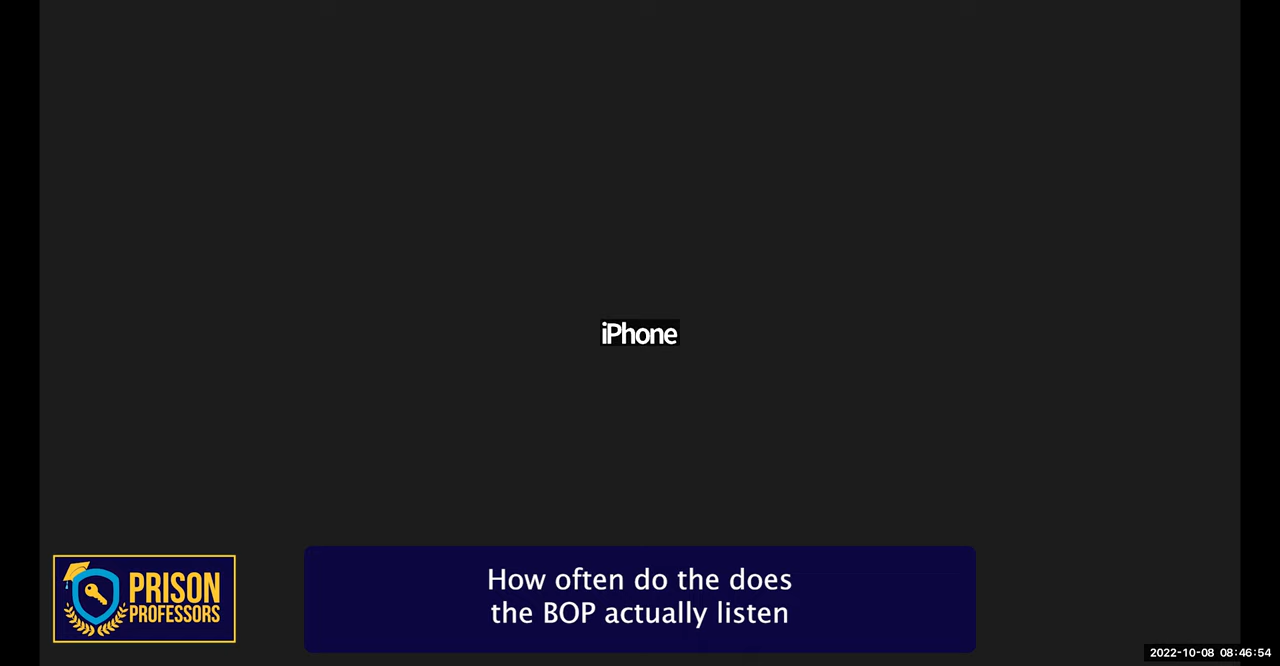 iPhone
PRISON
PROFESSORS
How often do the does
the BOP actually listen
2022-10-08 08:46:54